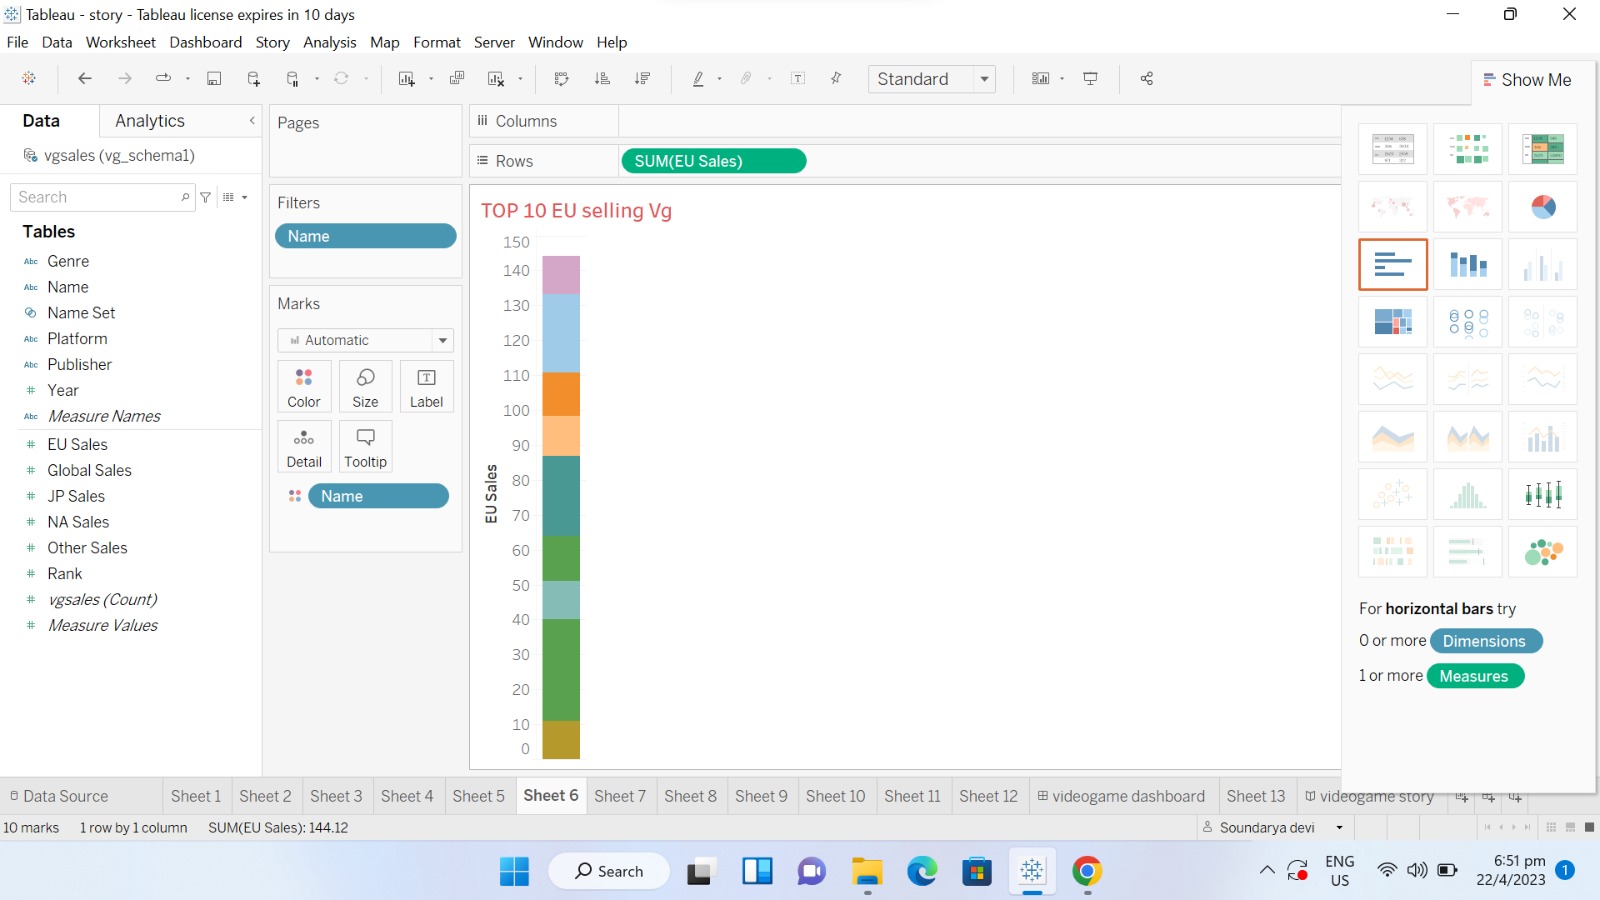 Tableau - story - Tableau license expires in 10 days
File Data Worksheet Dashboard Story Analysis Map Format Server Window Help
Standard
Show Me
Data Analytics
vgsales (vg_schema1)
Search
Tables
Abc Genre
Abc Name
Name Set
Abc Platform
Abc Publisher
# Year
Abc Measure Names
# EU Sales
# Global Sales
# JP Sales
# NA Sales
# Other Sales
# Rank
# vgsales (Count)
# Measure Values
Pages
Filters
Name
Marks
Automatic
Color Size Label
Detail Tooltip
Name
Columns
Rows SUM(EU Sales)
TOP 10 EU selling Vg
150
140
130
120
110
100
90
80
70
60
50
40
30
20
10
0
EU Sales
For horizontal bars try
0 or more Dimensions
1 or more Measures
Data Source Sheet 1 Sheet 2 Sheet 3 Sheet 4 Sheet 5 Sheet 6 Sheet 7 Sheet 8 Sheet 9 Sheet 10 Sheet 11 Sheet 12 videogame dashboard Sheet 13 videogame story
10 marks 1 row by 1 column SUM(EU Sales): 144.12 Soundarya devi
Search ENG US 6:51 pm 22/4/2023 1